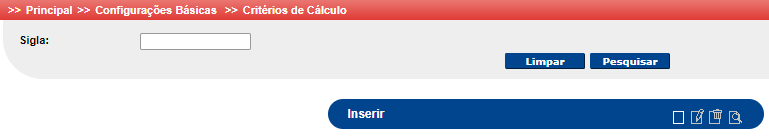 >> Principal >> Configurações Básicas >> Critérios de Cálculo
Sigla:
Limpar Pesquisar
Inserir